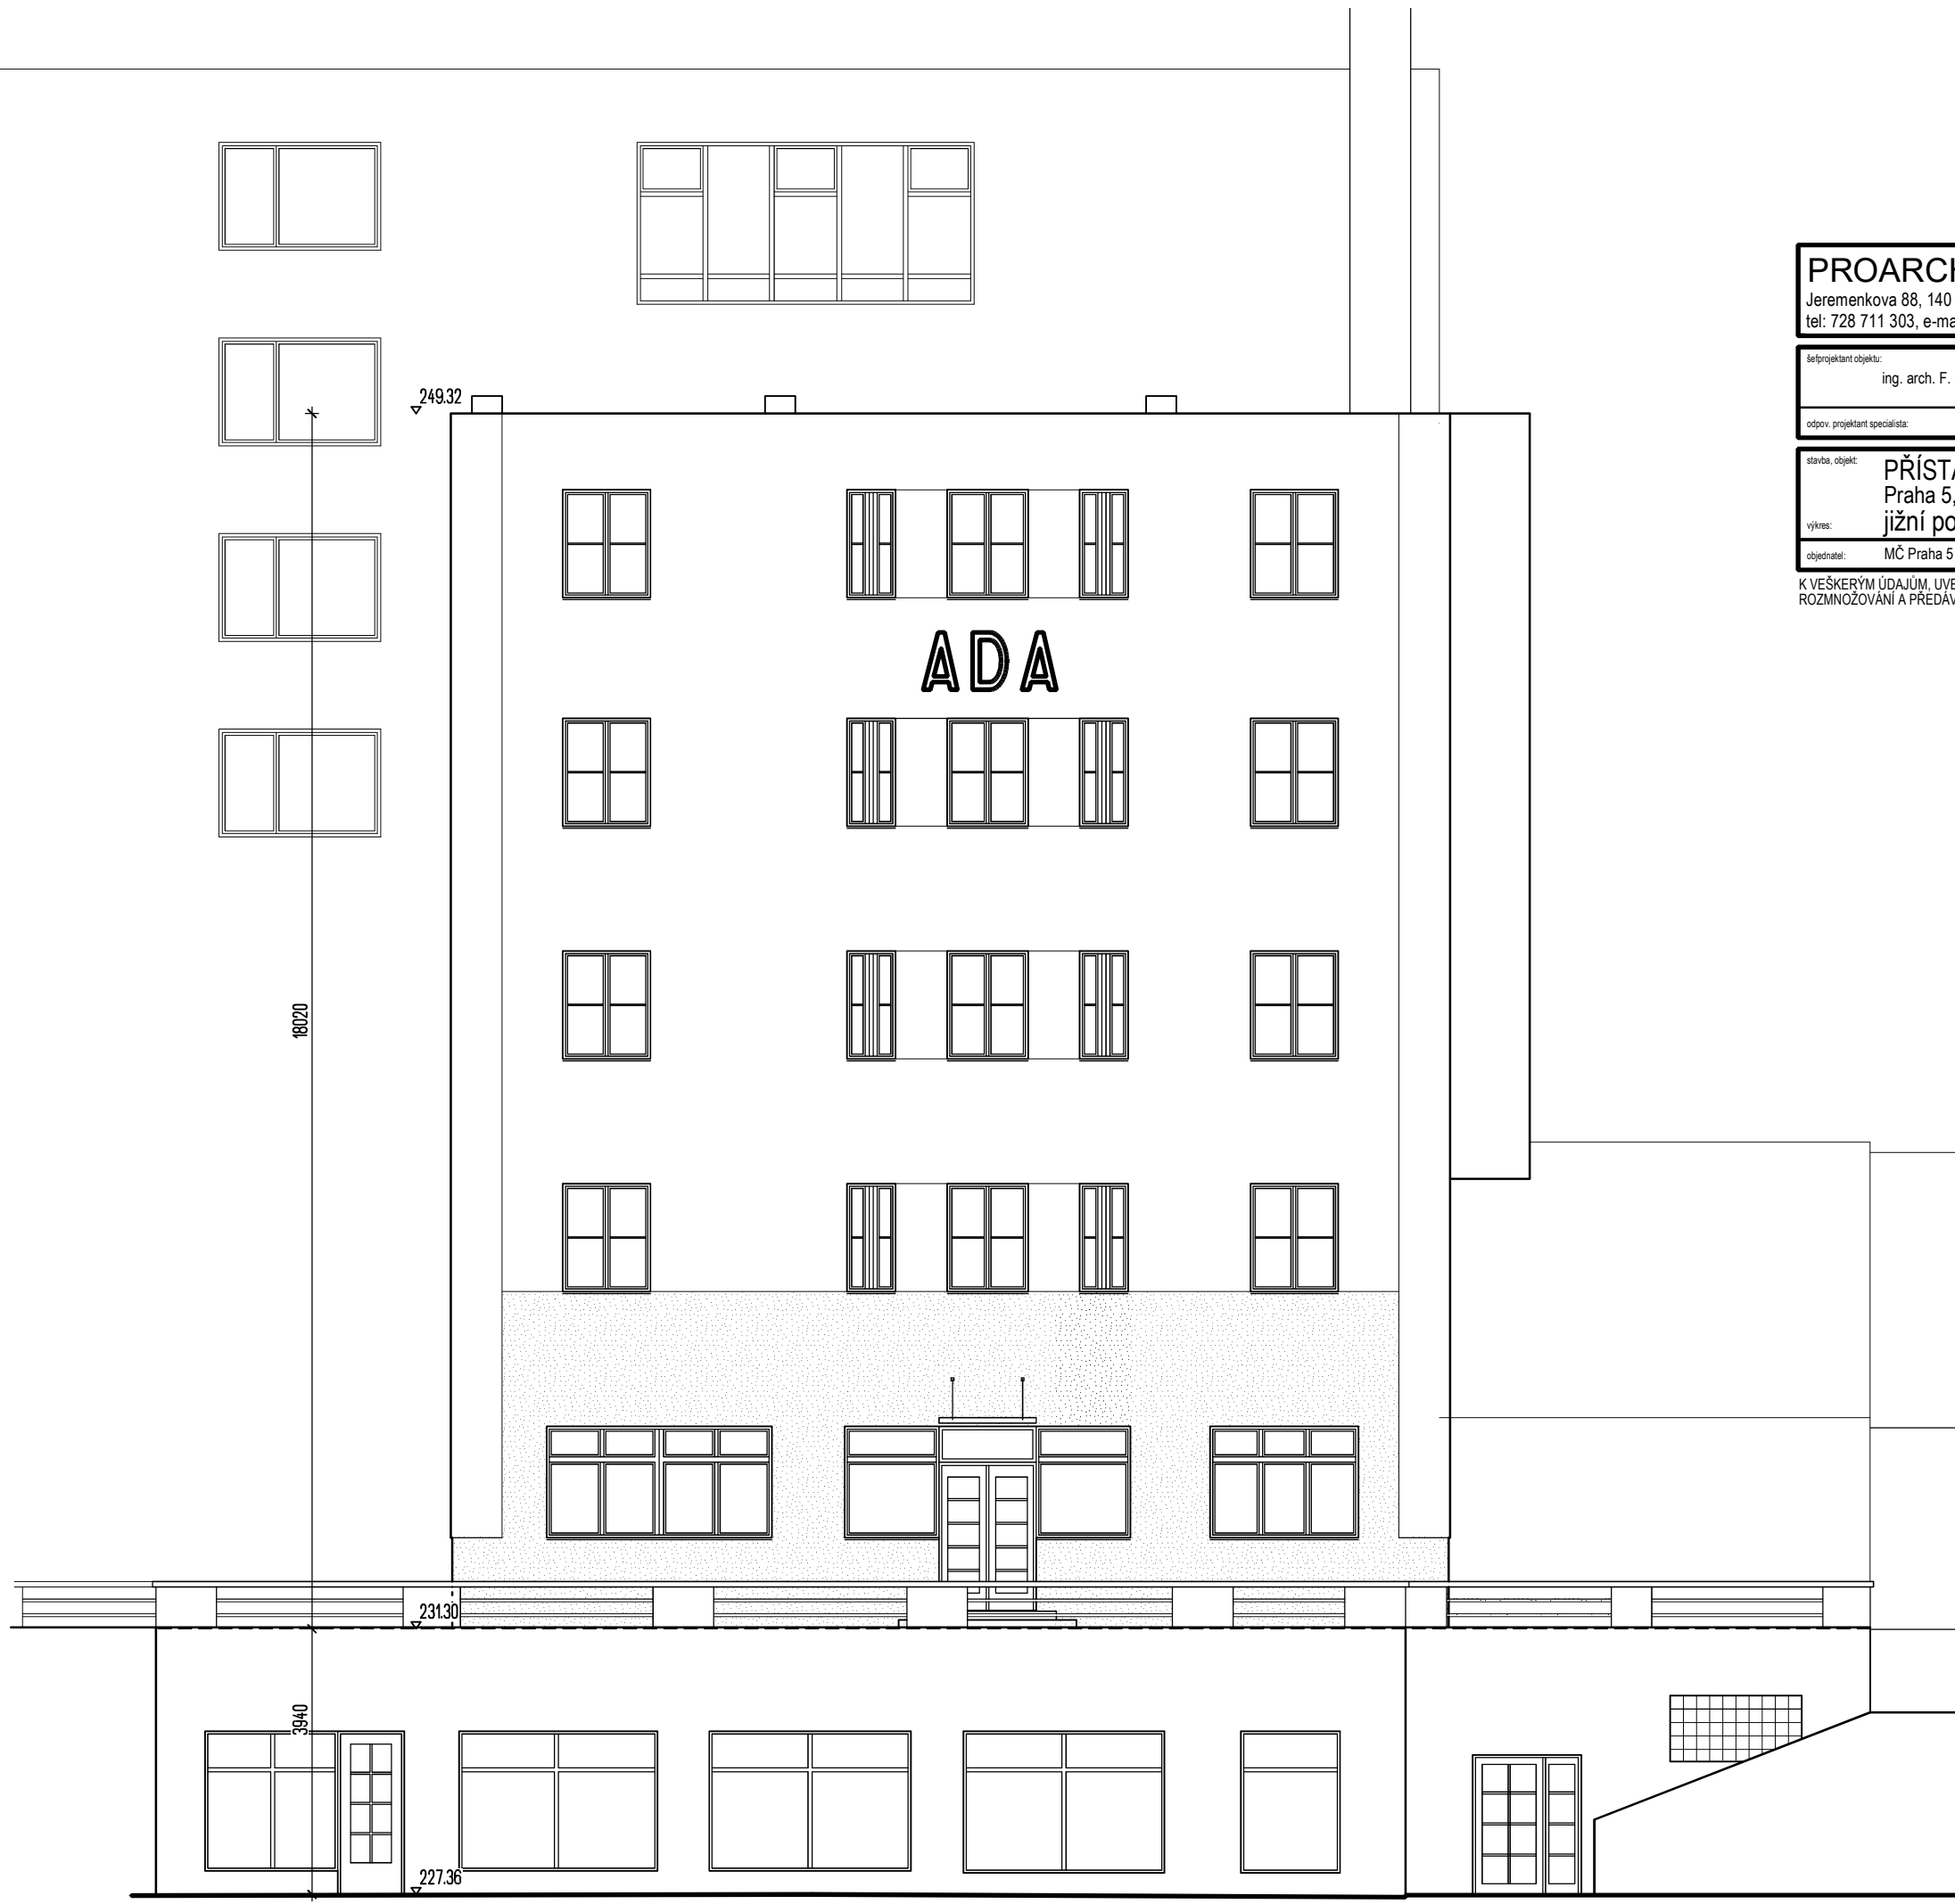 PROARCH
Jeremenkova 88, 140
tel: 728 711 303, e-ma
šéfprojektant objektu:
ing. arch. F.
odpov. projektant specialista:
stavba, objekt:
PŘÍSTA
Praha 5,
výkres:
jižní po
objednatel:
MČ Praha 5
K VEŠKERÝM ÚDAJŮM, UVE
ROZMNOŽOVÁNÍ A PŘEDÁV
249.32
ADA
18020
231.30
3940
227.36